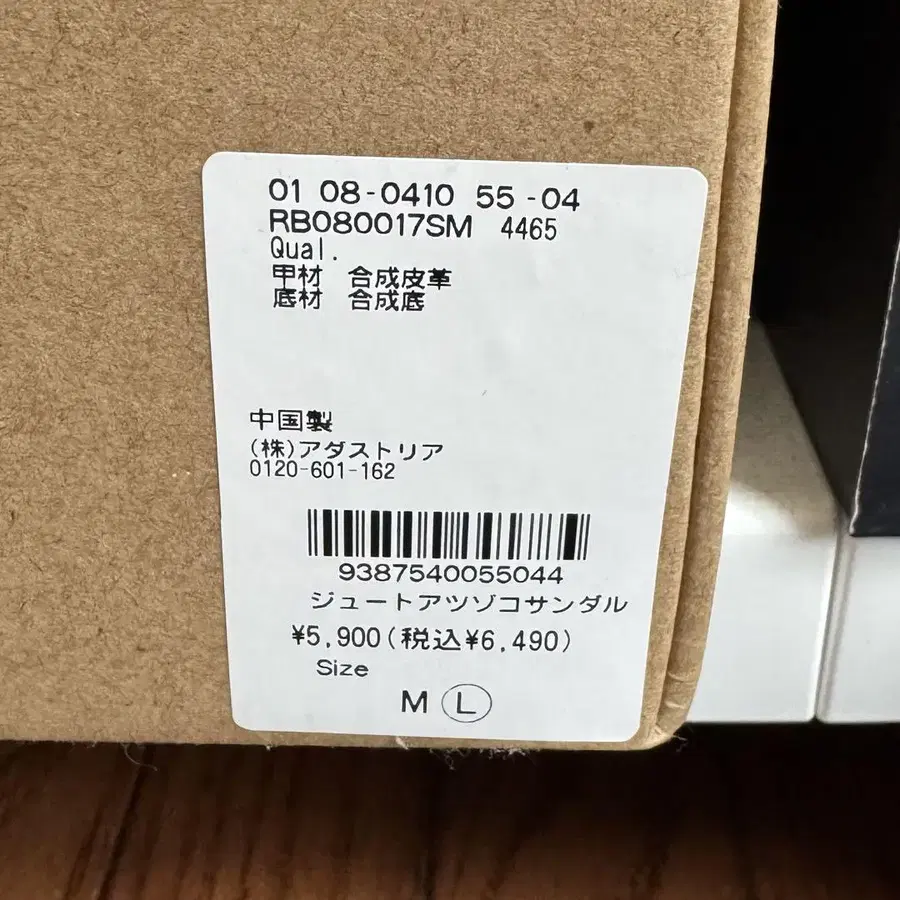 01 08-0410 55-04
RB080017SM 4465
Qual.
甲材 合成皮革
底材 合成底
中国製
(株)アダストリア
0120-601-162
9387540055044
ジュートアツゾコサンダル
¥5,900(税込¥6,490)
Size
M L